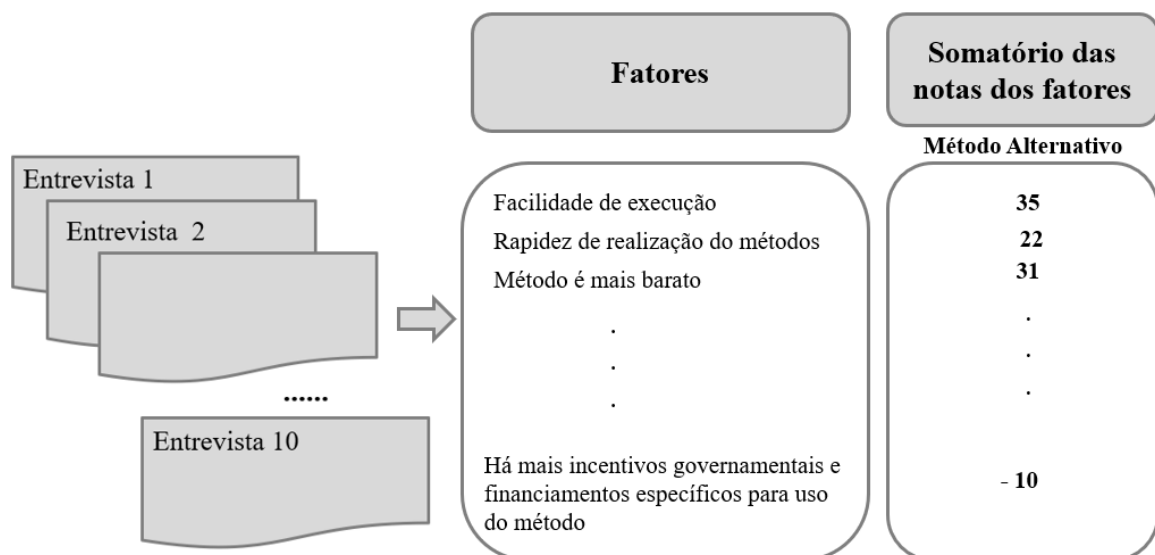 Fatores
Somatório das
notas dos fatores
Método Alternativo
Entrevista 1
Entrevista 2
......
Entrevista 10
Facilidade de execução
Rapidez de realização do métodos
Método é mais barato
.
.
.
Há mais incentivos governamentais e
financiamentos específicos para uso
do método
35
22
31
.
.
.
- 10